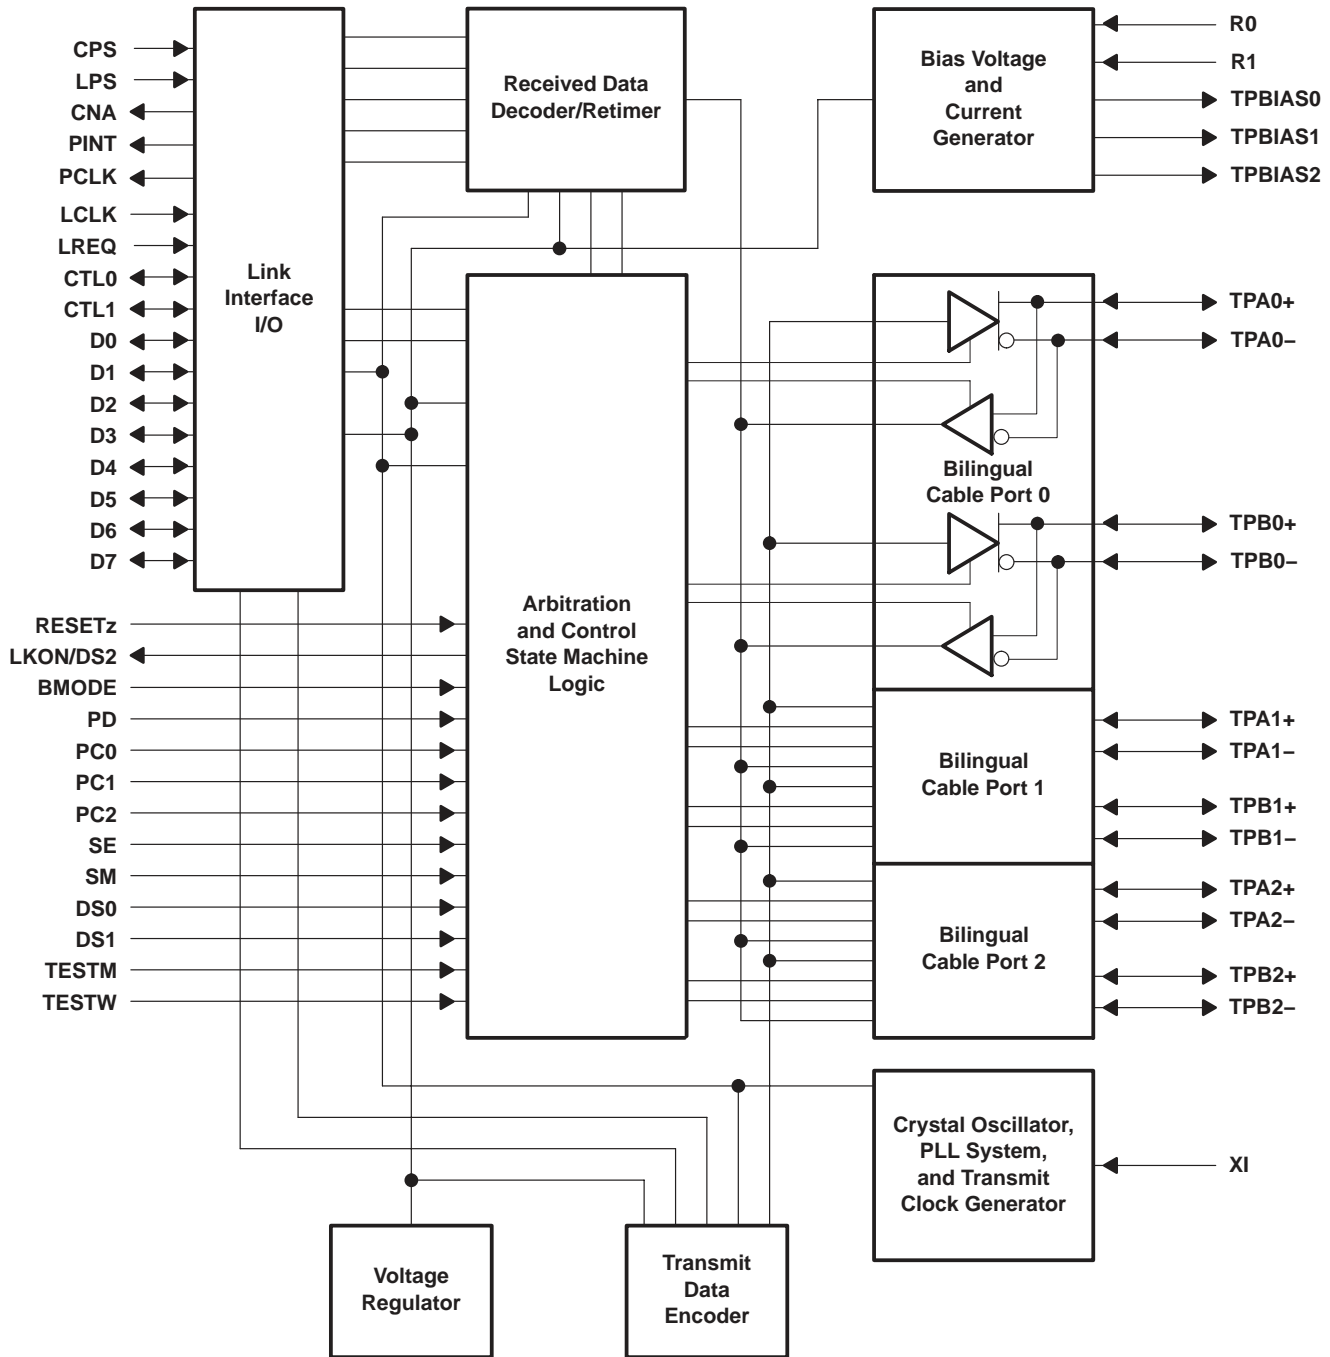 CPS
LPS
CNA
PINT
PCLK
LCLK
LREQ
CTL0
CTL1
D0
D1
D2
D3
D4
D5
D6
D7
RESETz
LKON/DS2
BMODE
PD
PC0
PC1
PC2
SE
SM
DS0
DS1
TESTM
TESTW
Link
Interface
I/O
Received Data
Decoder/Retimer
Arbitration
and Control
State Machine
Logic
Voltage
Regulator
Transmit
Data
Encoder
Bias Voltage
and
Current
Generator
Bilingual
Cable Port 0
Bilingual
Cable Port 1
Bilingual
Cable Port 2
Crystal Oscillator,
PLL System,
and Transmit
Clock Generator
R0
R1
TPBIAS0
TPBIAS1
TPBIAS2
TPA0+
TPA0−
TPB0+
TPB0−
TPA1+
TPA1−
TPB1+
TPB1−
TPA2+
TPA2−
TPB2+
TPB2−
XI